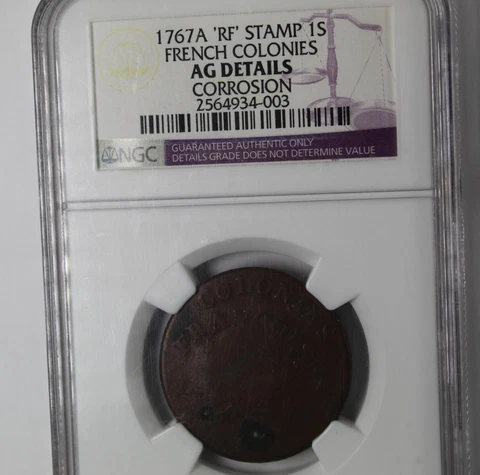 1767A 'RF' STAMP 1S
FRENCH COLONIES
AG DETAILS
CORROSION
2564934-003
NGC
GUARANTEED AUTHENTIC ONLY
DETAILS GRADE DOES NOT DETERMINE VALUE
COLONIES